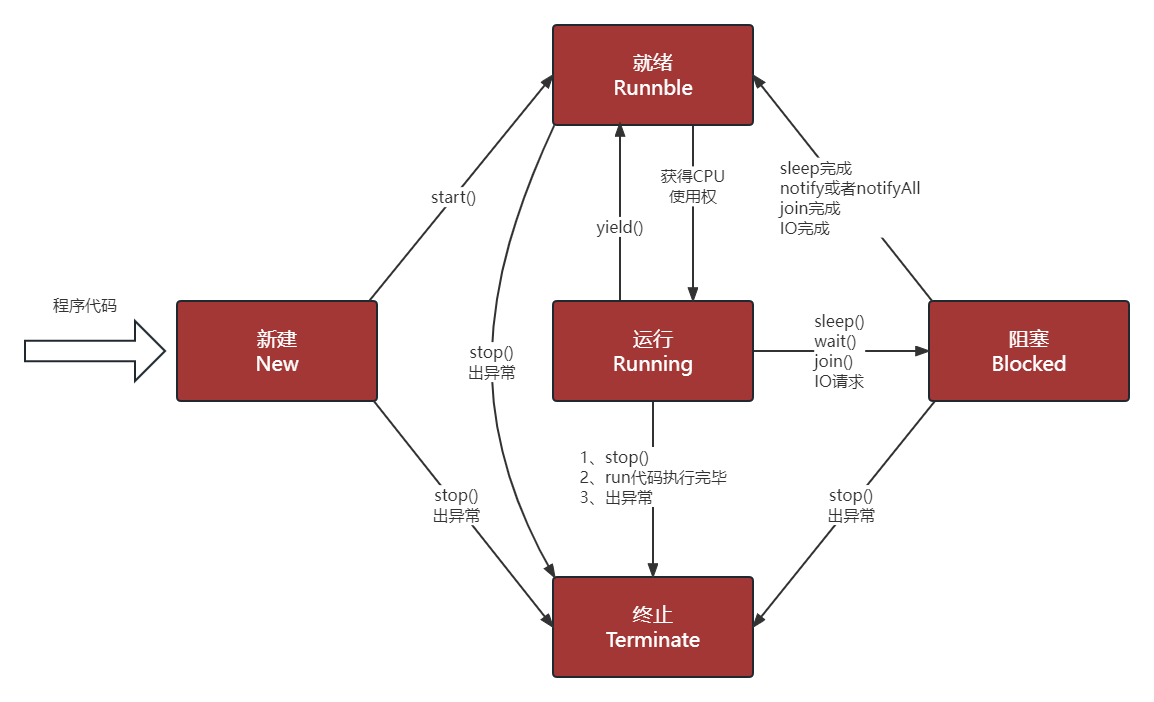 就绪
Runnble
start()
获得CPU
使用权
yield()
sleep完成
notify或者notifyAll
join完成
IO完成
程序代码
新建
New
stop()
出异常
运行
Running
sleep()
wait()
join()
IO请求
阻塞
Blocked
stop()
出异常
1、stop()
2、run代码执行完毕
3、出异常
stop()
出异常
终止
Terminate